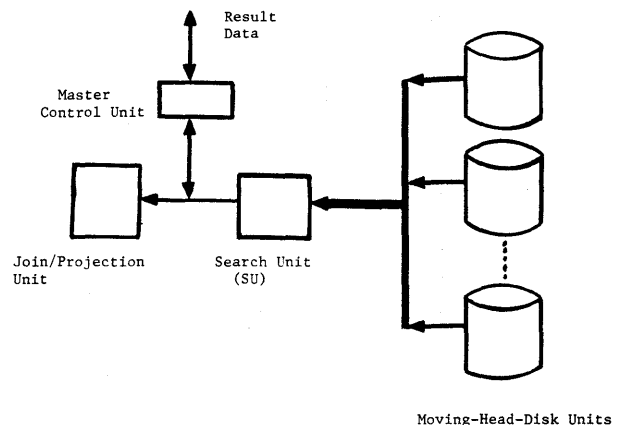 Result
Data
Master
Control Unit
Join/Projection
Unit
Search Unit
(SU)
Moving-Head-Disk Units